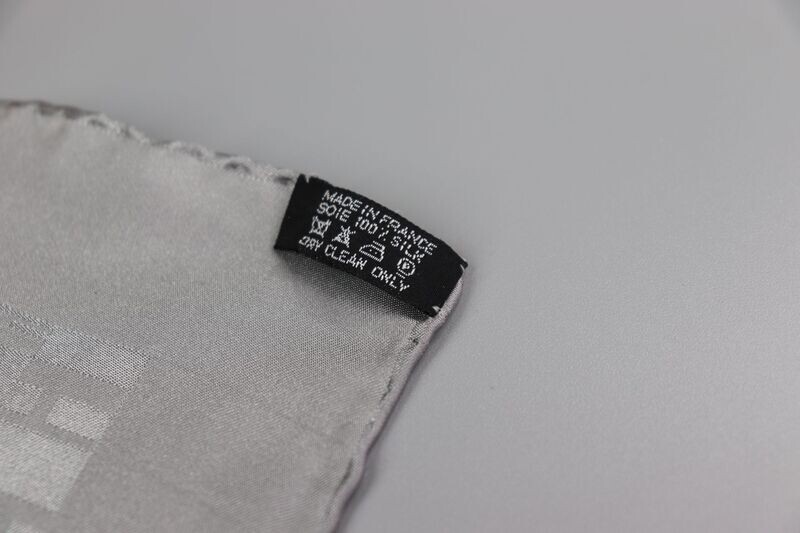 MADE IN FRANCE
SOIE 100% SILK
P
DRY CLEAN ONLY